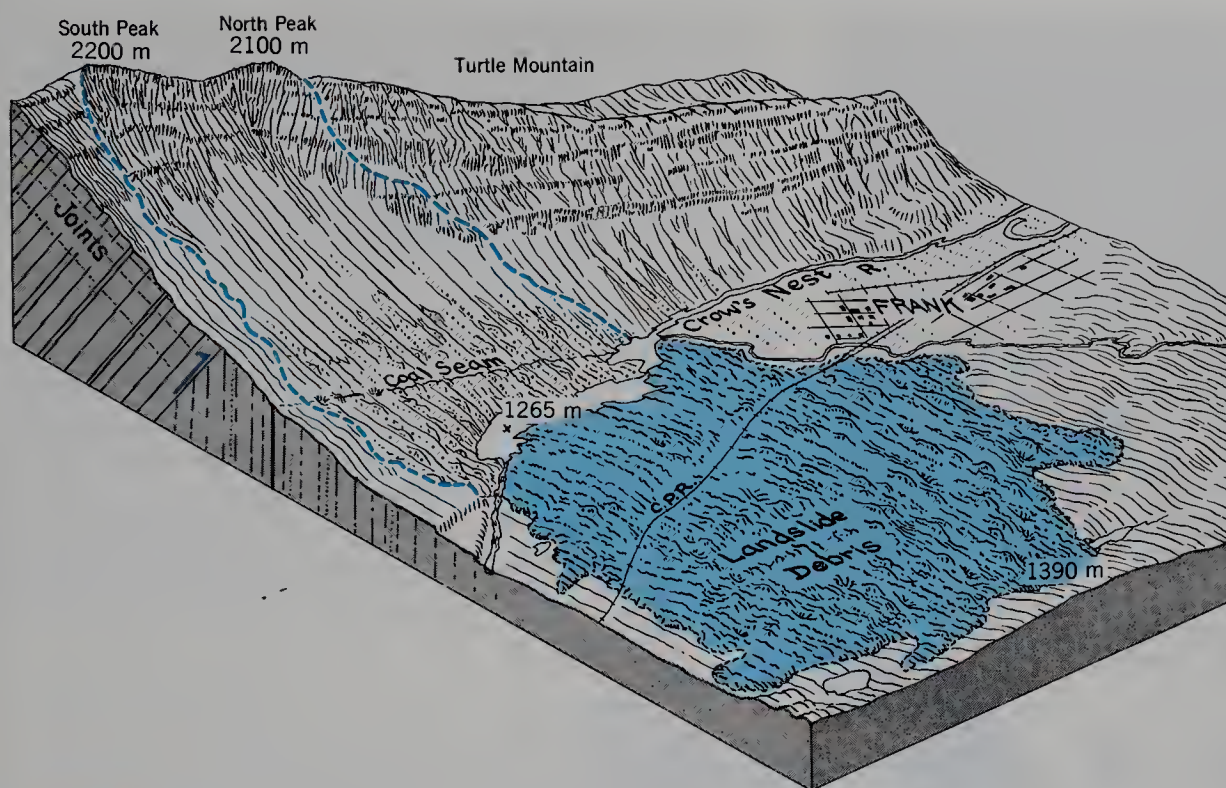 South Peak
2200 m
North Peak
2100 m
Turtle Mountain
Joints
Crow's Nest R.
FRANK
Coal Seam
1265 m
C.P.R.
Landslide
Debris
1390 m